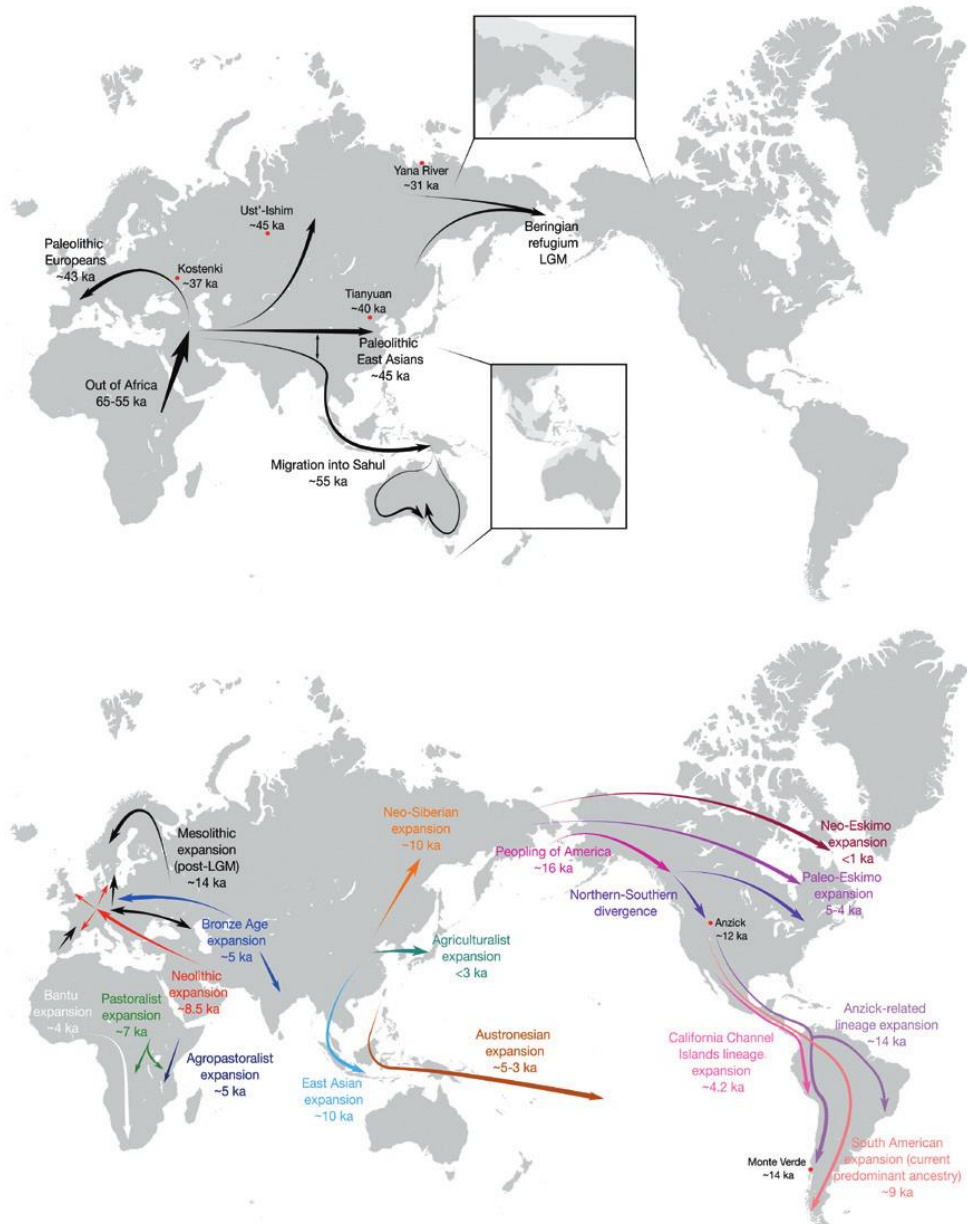 Yana River
~31 ka
Ust'-Ishim
~45 ka
Beringian
refugium
LGM
Paleolithic
Europeans
~43 ka
Kostenki
~37 ka
Tianyuan
~40 ka
Paleolithic
East Asians
~45 ka
Out of Africa
65-55 ka
Migration into Sahul
~55 ka
Mesolithic
expansion
(post-LGM)
~14 ka
Neo-Siberian
expansion
~10 ka
Peopling of America
~16 ka
Neo-Eskimo
expansion
<1 ka
Paleo-Eskimo
expansion
5-4 ka
Northern-Southern
divergence
Anzick
~12 ka
Bronze Age
expansion
~5 ka
Agriculturalist
expansion
<3 ka
Neolithic
expansion
~8.5 ka
Bantu
expansion
~4 ka
Pastoralist
expansion
~7 ka
Agropastoralist
expansion
~5 ka
East Asian
expansion
~10 ka
Austronesian
expansion
~5-3 ka
California Channel
Islands lineage
expansion
~4.2 ka
Anzick-related
lineage expansion
~14 ka
Monte Verde
~14 ka
South American
expansion (current
predominant ancestry)
~9 ka